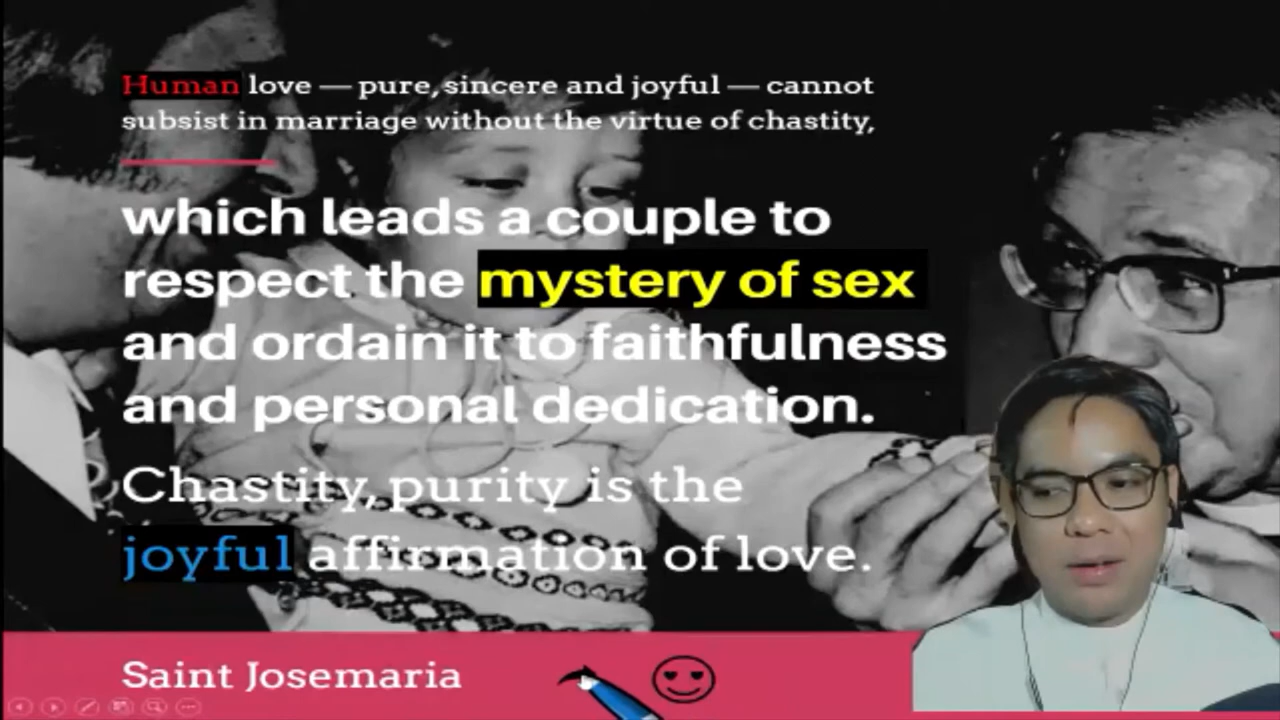 Human love — pure, sincere and joyful — cannot
subsist in marriage without the virtue of chastity,
which leads a couple to
respect the mystery of sex
and ordain it to faithfulness
and personal dedication.
Chastity, purity is the
joyful affirmation of love.
Saint Josemaria